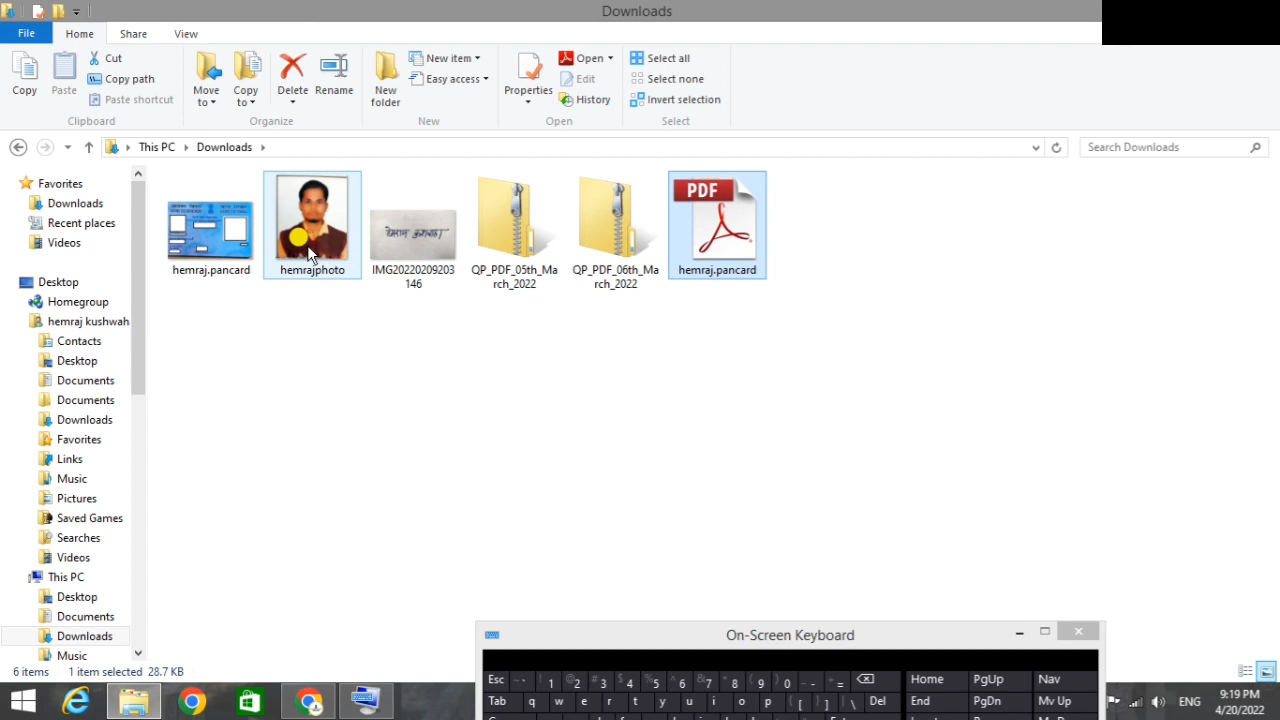 Downloads
File
Home
Share
View
Copy
Paste
Cut
Copy path
Paste shortcut
Clipboard
Move to
Copy to
Delete
Rename
Organize
New folder
New item
Easy access
New
Properties
Open
Edit
History
Open
Select all
Select none
Invert selection
Select
This PC
Downloads
Search Downloads
Favorites
Downloads
Recent places
Videos
Desktop
Homegroup
hemraj kushwah
Contacts
Desktop
Documents
Documents
Downloads
Favorites
Links
Music
Pictures
Saved Games
Searches
Videos
This PC
Desktop
Documents
Downloads
Music
hemraj.pancard
hemrajphoto
IMG20220209203
146
QP_PDF_05th_Ma
rch_2022
QP_PDF_06th_Ma
rch_2022
PDF
hemraj.pancard
6 items 1 item selected 28.7 KB
On-Screen Keyboard
Esc ~ ` ! 1 @ 2 # 3 $ 4 % 5 ^ 6 & 7 * 8 ( 9 ) 0 _ - + = Home PgUp Nav
Tab q w e r t y u i o p { [ } ] | \ Del End PgDn Mv Up
ENG
9:19 PM
4/20/2022